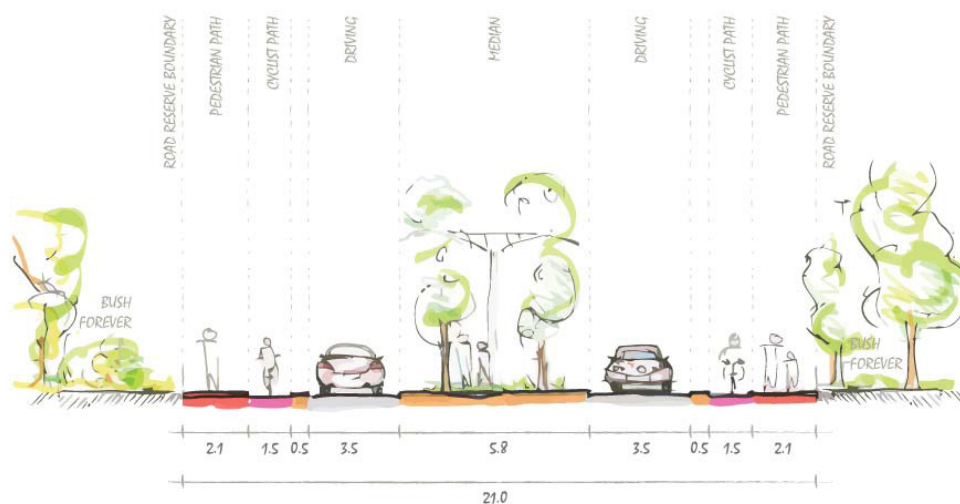 ROAD RESERVE BOUNDARY
PEDESTRIAN PATH
CYCLIST PATH
DRIVING
MEDIAN
DRIVING
CYCLIST PATH
PEDESTRIAN PATH
ROAD RESERVE BOUNDARY
BUSH
FOREVER
BUSH
FOREVER
2.1 1.5 0.5 3.5 5.8 3.5 0.5 1.5 2.1
21.0